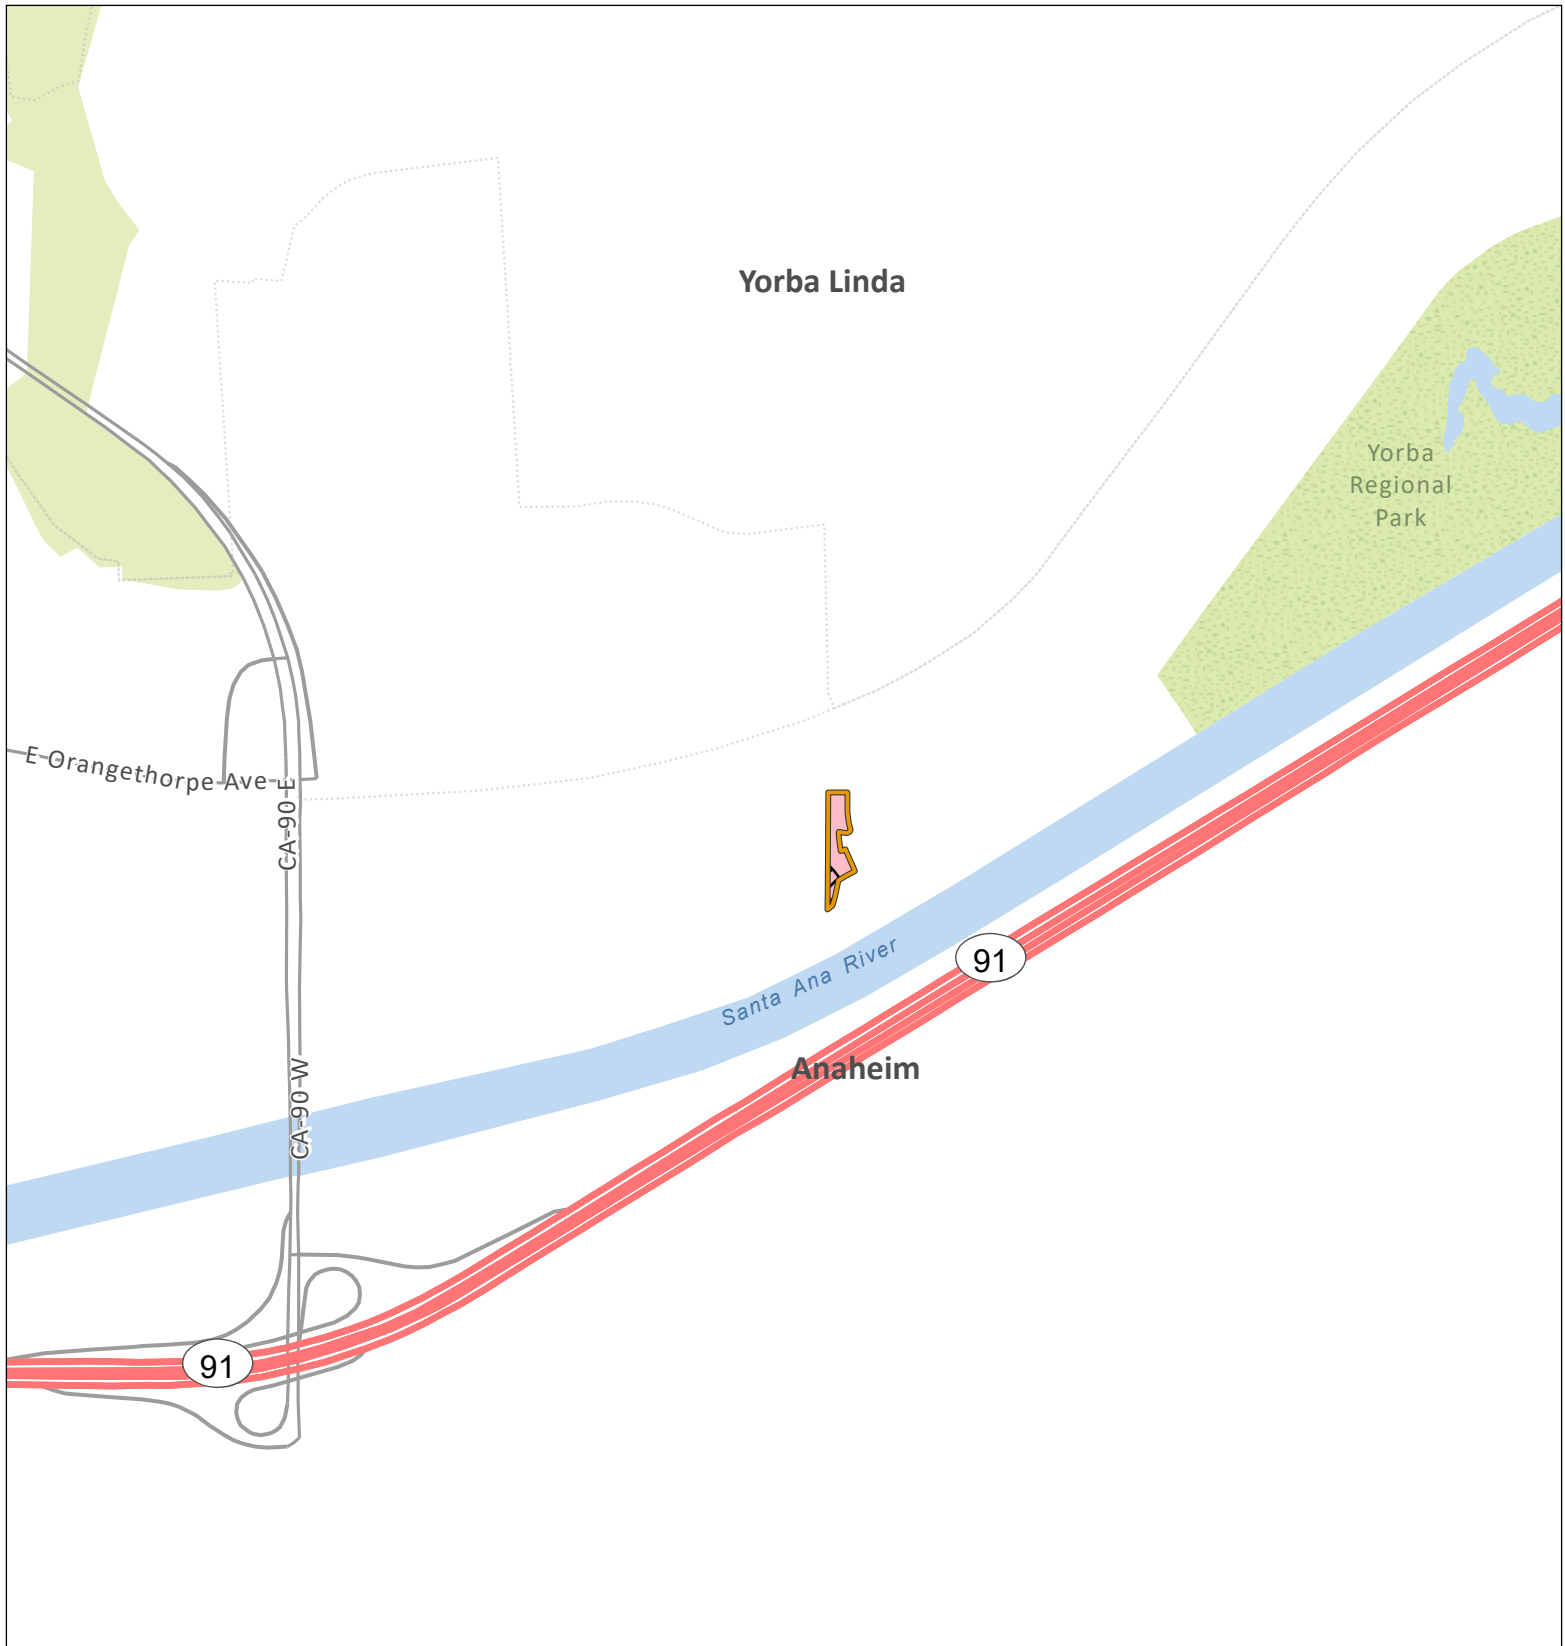 Yorba Linda
Yorba
Regional
Park
E Orangethorpe Ave
CA-90 E
Santa Ana River
91
Anaheim
CA-90 W
91